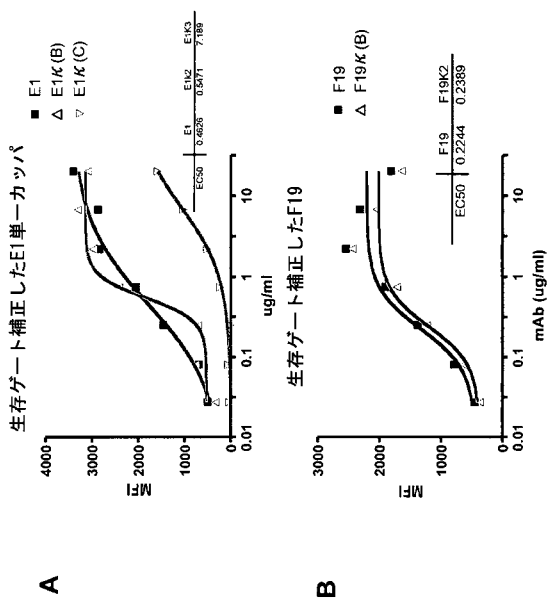 A
生存ゲート補正したE1単一カッパ
MFI
4000
3000
2000
1000
0
0.01
0.1
1
10
ug/ml
E1
E1K(B)
E1K(C)
E1 E1K2 E1K3
EC50 0.4626 0.5471 7.189
B
生存ゲート補正したF19
MFI
3000
2000
1000
0
0.01
0.1
1
10
mAb (ug/ml)
F19
F19K(B)
F19 F19K2
EC50 0.2244 0.2389